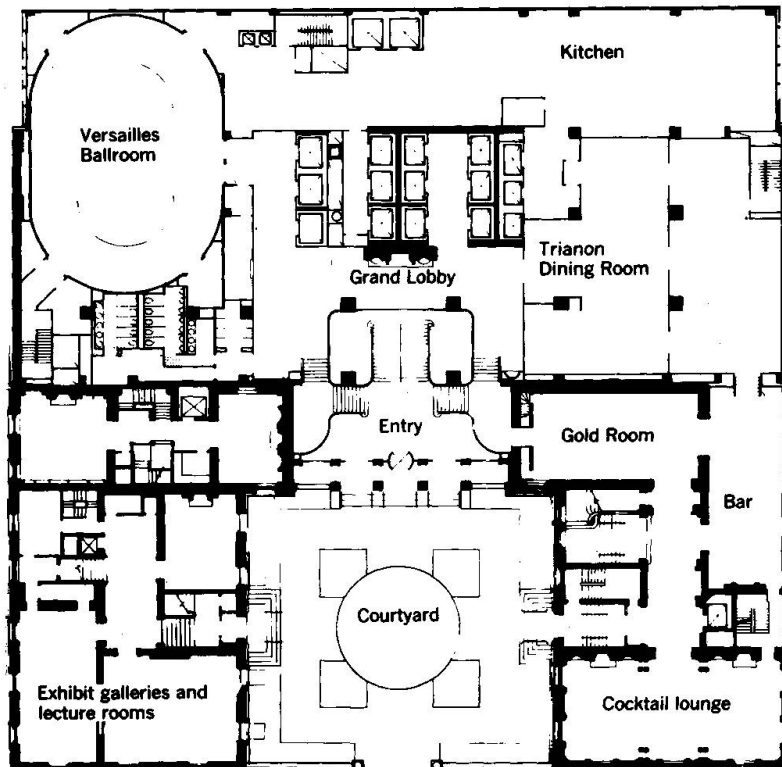 Kitchen
Versailles
Ballroom
Trianon
Dining Room
Grand Lobby
Entry
Gold Room
Bar
Courtyard
Exhibit galleries and
lecture rooms
Cocktail lounge